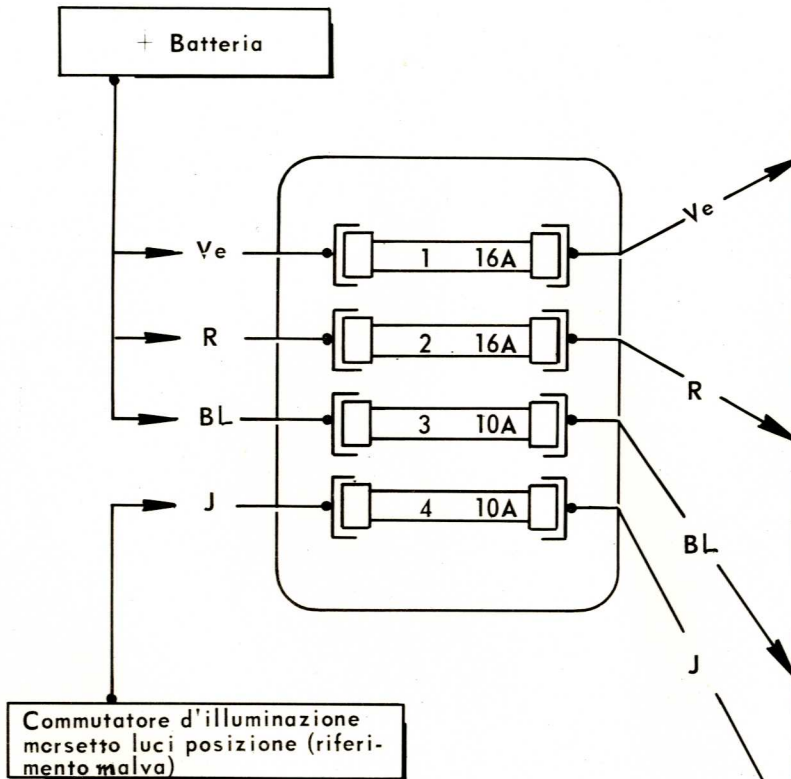 + Batteria
Ve
1 16A
Ve
R
2 16A
R
BL
3 10A
BL
J
4 10A
J
Commutatore d'illuminazione
morsetto luci posizione (riferi-
mento malva)